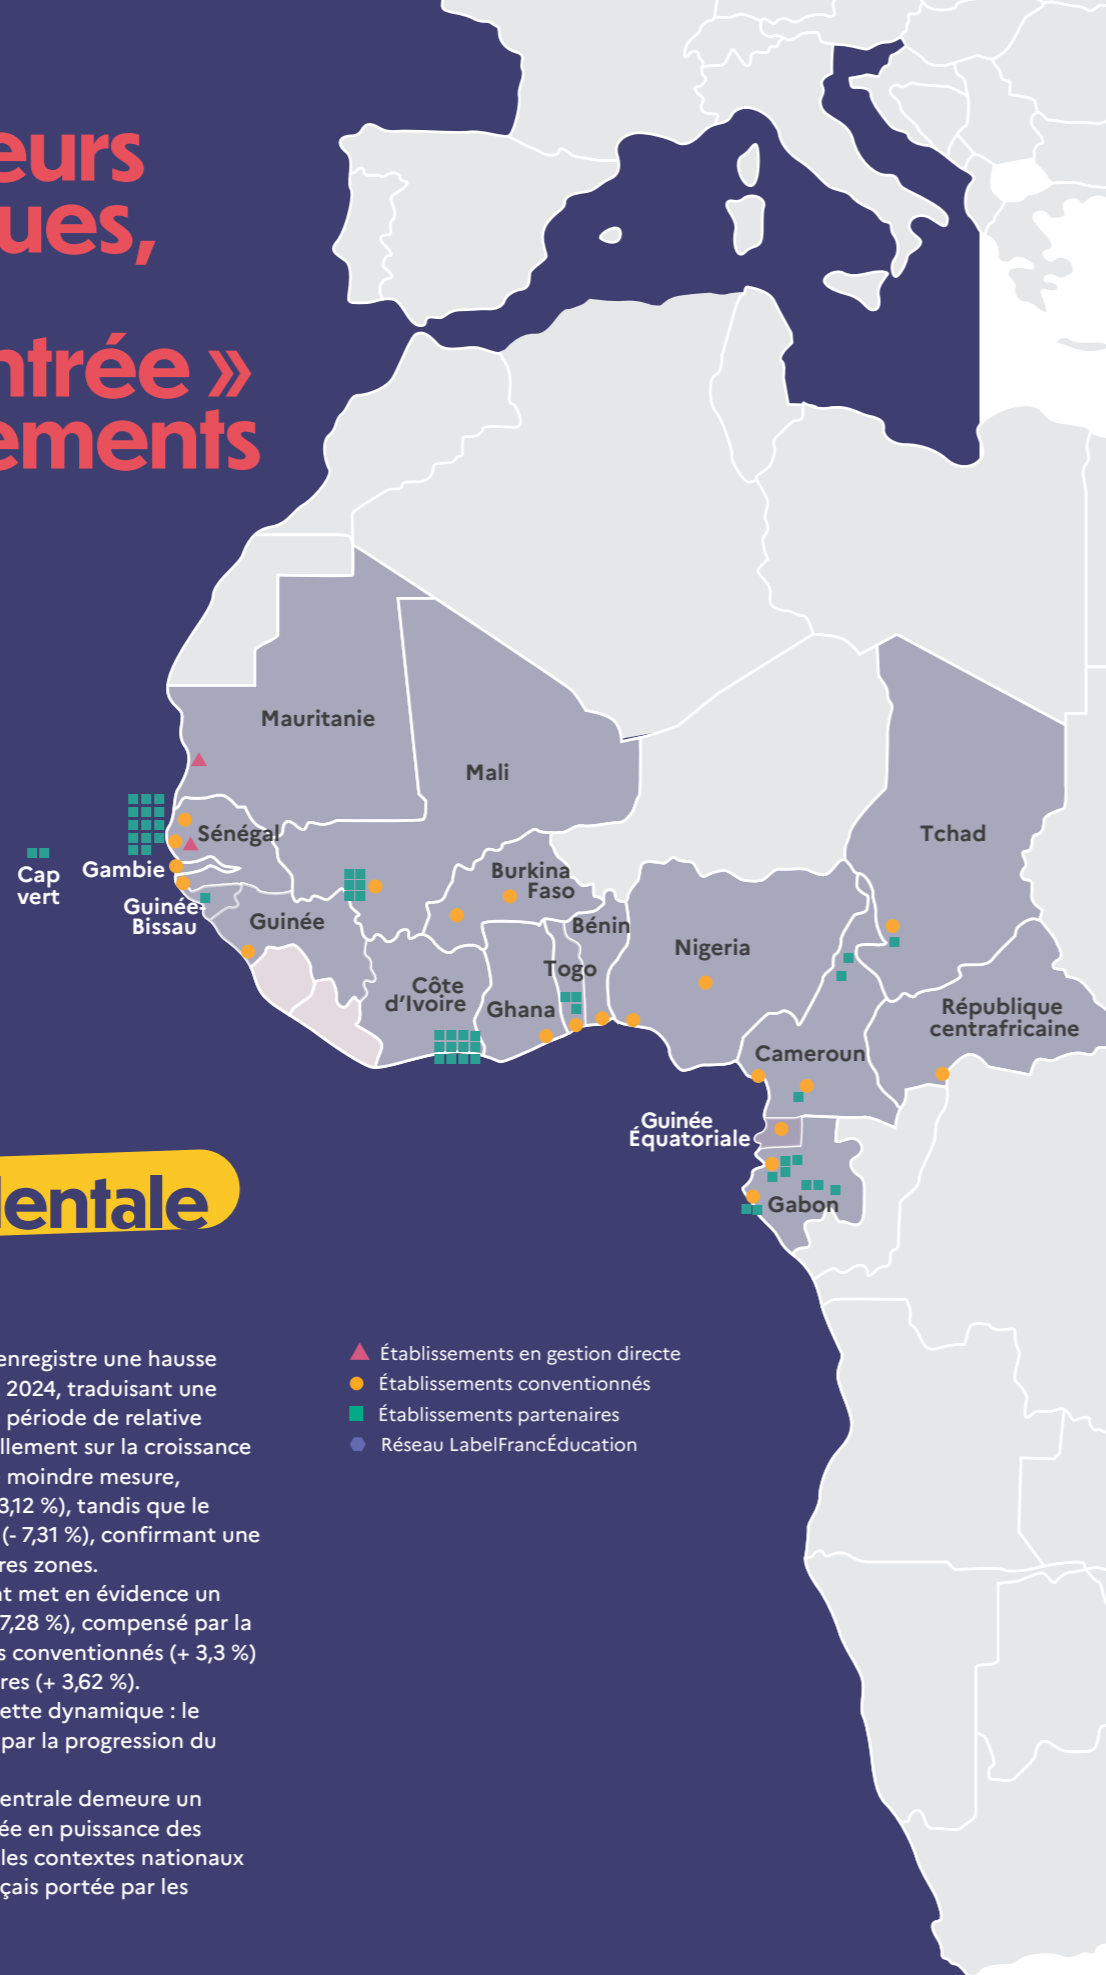 eurs
ues,
ntrée »
ements
Mauritanie
Mali
Tchad
Sénégal
Cap
vert
Gambie
Guinée-
Bissau
Guinée
Burkina
Faso
Bénin
Togo
Côte
d'Ivoire
Ghana
Nigeria
République
centrafricaine
Cameroun
Guinée
Équatoriale
Gabon
dentale
enregistre une hausse
2024, traduisant une
période de relative
llement sur la croissance
moindre mesure,
3,12 %), tandis que le
(- 7,31 %), confirmant une
res zones.
nt met en évidence un
7,28 %), compensé par la
s conventionnés (+ 3,3 %)
res (+ 3,62 %).
ette dynamique : le
par la progression du
entrale demeure un
ée en puissance des
les contextes nationaux
çais portée par les
Établissements en gestion directe
Établissements conventionnés
Établissements partenaires
Réseau LabelFrancÉducation